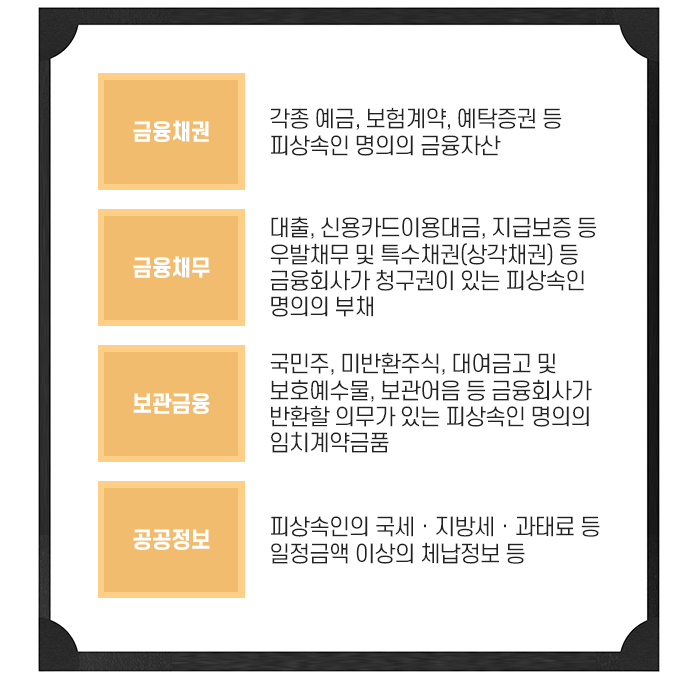 금융채권
각종 예금, 보험계약, 예탁증권 등
피상속인 명의의 금융자산
금융채무
대출, 신용카드이용대금, 지급보증 등
우발채무 및 특수채권(상각채권) 등
금융회사가 청구권이 있는 피상속인
명의의 부채
보관금융
국민주, 미반환주식, 대여금고 및
보호예수물, 보관어음 등 금융회사가
반환할 의무가 있는 피상속인 명의의
임치계약금품
공공정보
피상속인의 국세 · 지방세 · 과태료 등
일정금액 이상의 체납정보 등